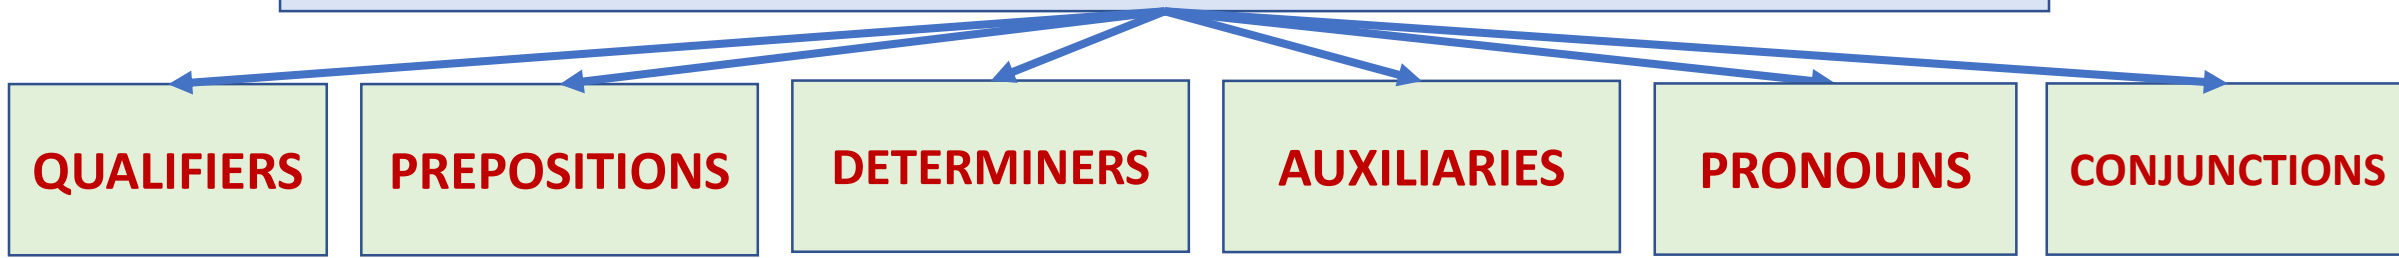 QUALIFIERS
PREPOSITIONS
DETERMINERS
AUXILIARIES
PRONOUNS
CONJUNCTIONS